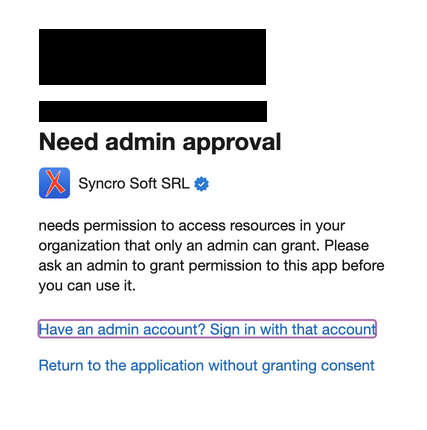 Need admin approval
Syncro Soft SRL
needs permission to access resources in your
organization that only an admin can grant. Please
ask an admin to grant permission to this app before
you can use it.
Have an admin account? Sign in with that account
Return to the application without granting consent